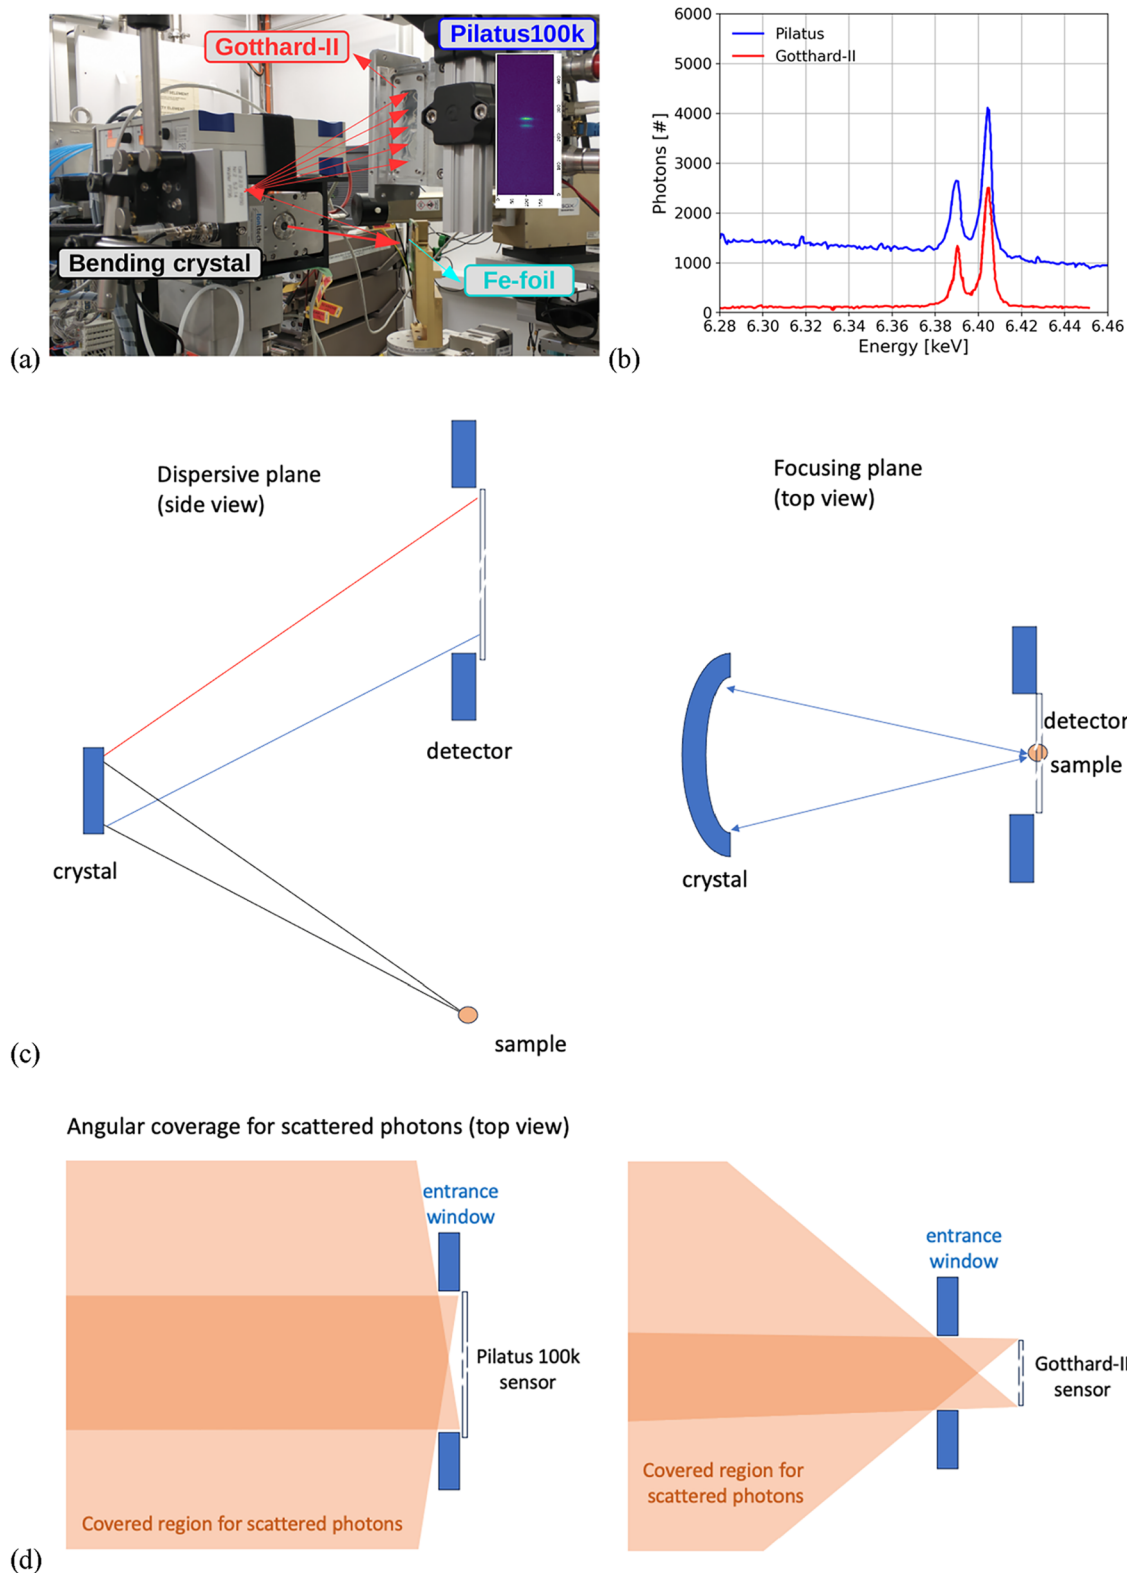 Gotthard-II
Pilatus100k
Bending crystal
Fe-foil
(a)
6000
5000
4000
3000
2000
1000
0
Photons [#]
Pilatus
Gotthard-II
6.28 6.30 6.32 6.34 6.36 6.38 6.40 6.42 6.44 6.46
Energy [keV]
(b)
Dispersive plane
(side view)
detector
crystal
sample
Focusing plane
(top view)
detector
sample
crystal
(c)
Angular coverage for scattered photons (top view)
entrance
window
Pilatus 100k
sensor
Covered region for scattered photons
entrance
window
Gotthard-II
sensor
Covered region for
scattered photons
(d)